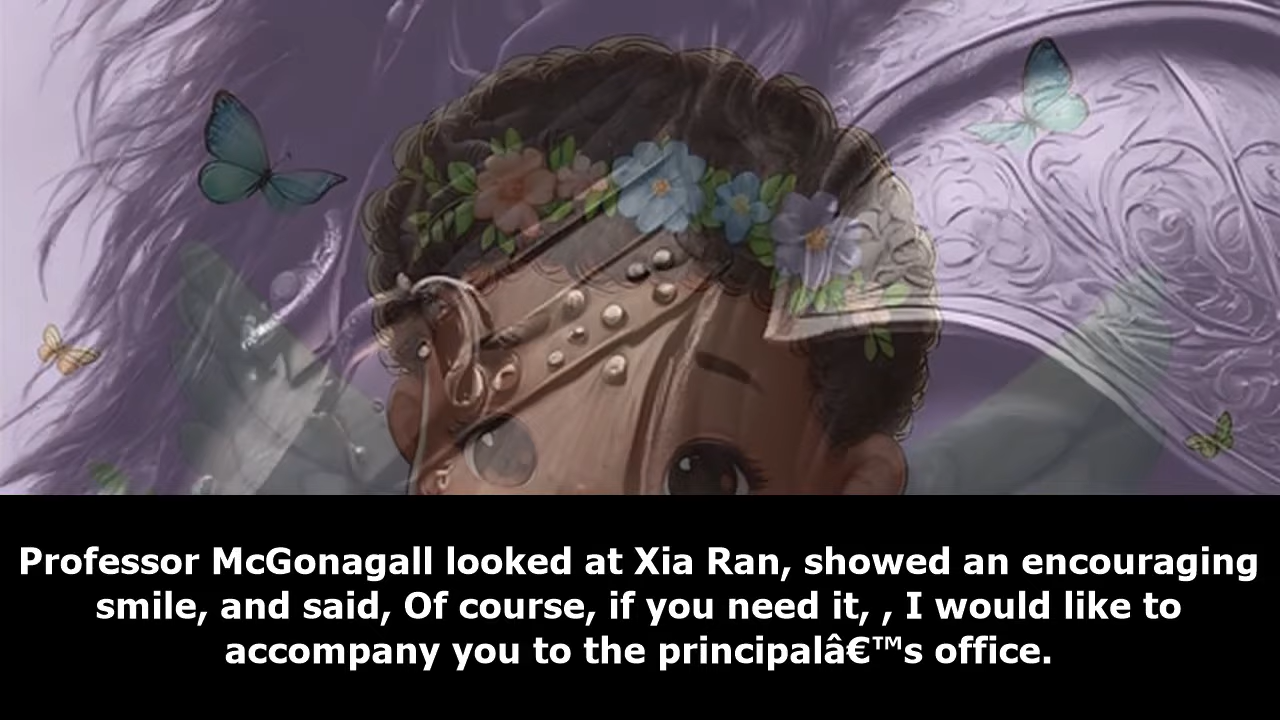 Professor McGonagall looked at Xia Ran, showed an encouraging
smile, and said, Of course, if you need it, , I would like to
accompany you to the principalâ€™s office.